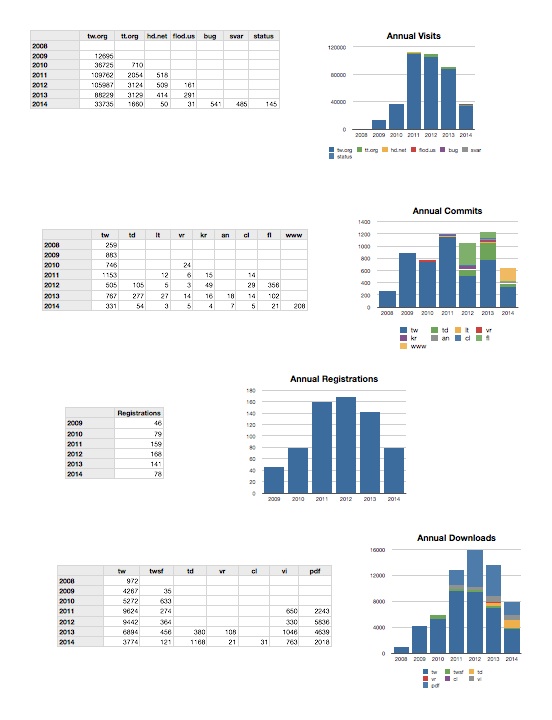 tw.org tt.org hd.net flod.us bug svar status
2008
2009 12695
2010 36725 710
2011 109762 2054 518
2012 105987 3124 509 161
2013 88229 3129 414 291
2014 33735 1660 50 31 541 485 145
Annual Visits
120000
80000
40000
0
2008 2009 2010 2011 2012 2013 2014
tw.org tt.org hd.net flod.us bug svar
status
tw td lt vr kr an cl fl www
2008 259
2009 883
2010 746 24
2011 1153 12 6 15 14
2012 505 105 5 3 49 29 356
2013 767 277 27 14 16 18 14 102
2014 331 54 3 5 4 7 5 21 208
Annual Commits
1400
1200
1000
800
600
400
200
0
2008 2009 2010 2011 2012 2013 2014
tw td lt vr
kr an cl fl
www
Registrations
2009 46
2010 79
2011 159
2012 168
2013 141
2014 78
Annual Registrations
180
160
140
120
100
80
60
40
20
0
2009 2010 2011 2012 2013 2014
tw twsf td vr cl vi pdf
2008 972
2009 4267 35
2010 5272 633
2011 9624 274 650 2243
2012 9442 364 330 5836
2013 6894 456 380 108 1046 4639
2014 3774 121 1168 21 31 763 2018
Annual Downloads
16000
12000
8000
4000
0
2008 2009 2010 2011 2012 2013 2014
tw twsf td
vr cl vi
pdf